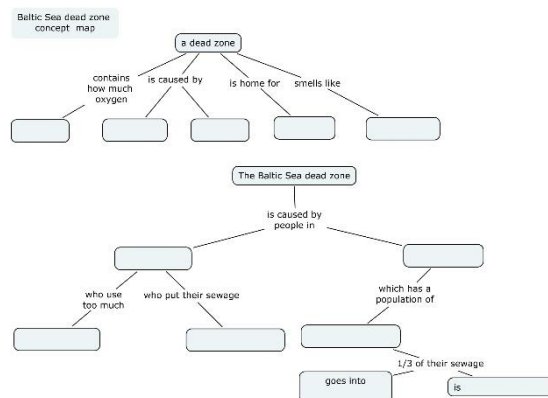 Baltic Sea dead zone
concept map
a dead zone
contains
how much
oxygen
is caused by
is home for
smells like
The Baltic Sea dead zone
is caused by
people in
who use
too much
who put their sewage
which has a
population of
1/3 of their sewage
goes into
is